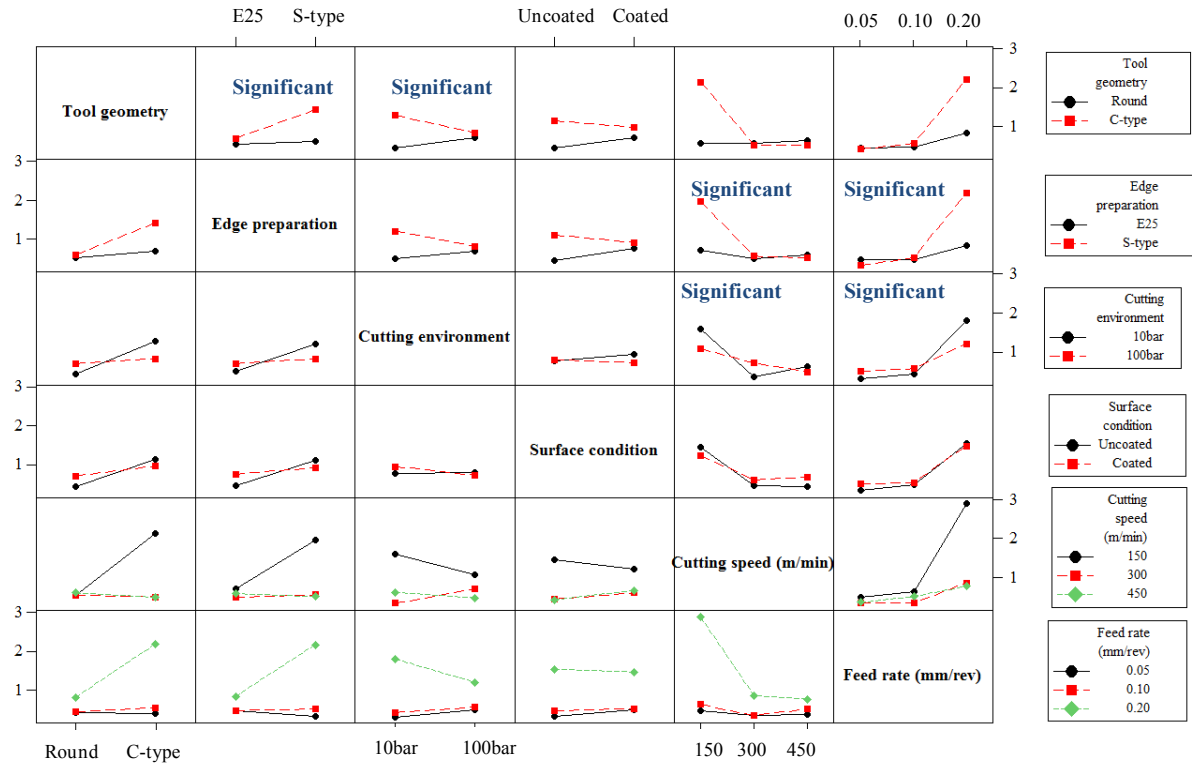 E25 S-type Uncoated Coated 0.05 0.10 0.20
3
Significant Significant
Tool geometry
2
1
Tool
geometry
Round
C-type
3
2
1
Edge preparation
Significant Significant
Edge
preparation
E25
S-type
Cutting environment
Significant Significant
3
2
1
Cutting
environment
10bar
100bar
3
2
1
Surface condition
Surface
condition
Uncoated
Coated
Cutting speed (m/min)
3
2
1
Cutting
speed
(m/min)
150
300
450
3
2
1
Feed rate (mm/rev)
Feed rate
(mm/rev)
0.05
0.10
0.20
Round C-type 10bar 100bar 150 300 450